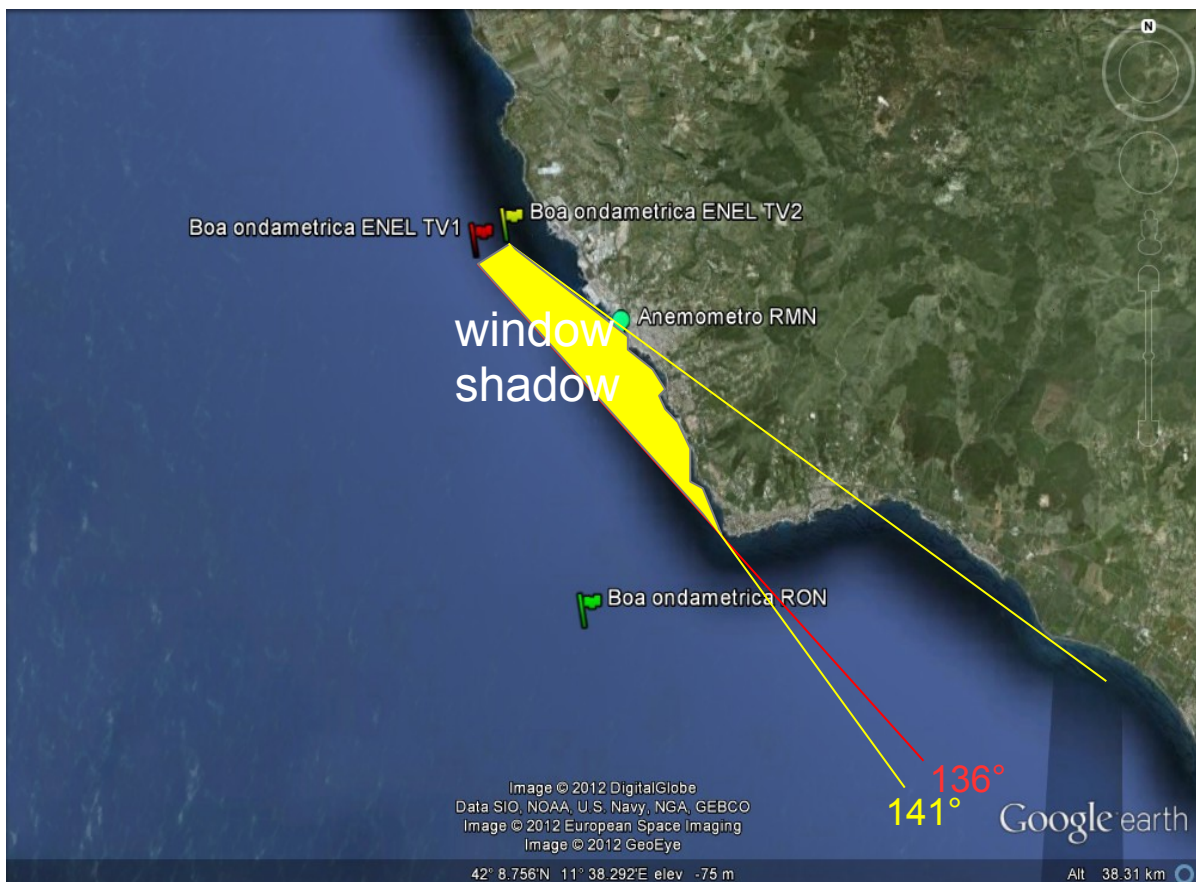 N
Boa ondametrica ENEL TV2
Boa ondametrica ENEL TV1
Anemometro RMN
window
shadow
Boa ondametrica RON
136°
141°
Image © 2012 DigitalGlobe
Data SIO, NOAA, U.S. Navy, NGA, GEBCO
Image © 2012 European Space Imaging
Image © 2012 GeoEye
Google earth
42° 8.756'N 11° 38.292'E elev -75 m
Alt 38.31 km